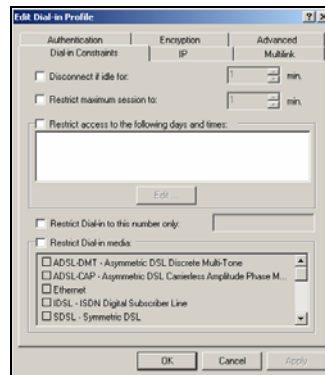 Edit Dial-in Profile
Authentication Encryption Advanced
Dial-in Constraints IP Multilink
Disconnect if idle for: 1 min.
Restrict maximum session to: 1 min.
Restrict access to the following days and times:
Edit...
Restrict Dial-in to this number only:
Restrict Dial-in media:
ADSL-DMT - Asymmetric DSL Discrete Multi-Tone
ADSL-CAP - Asymmetric DSL Carrierless Amplitude Phase M...
Ethernet
IDSL - ISDN Digital Subscriber Line
SDSL - Symmetric DSL
OK Cancel Apply